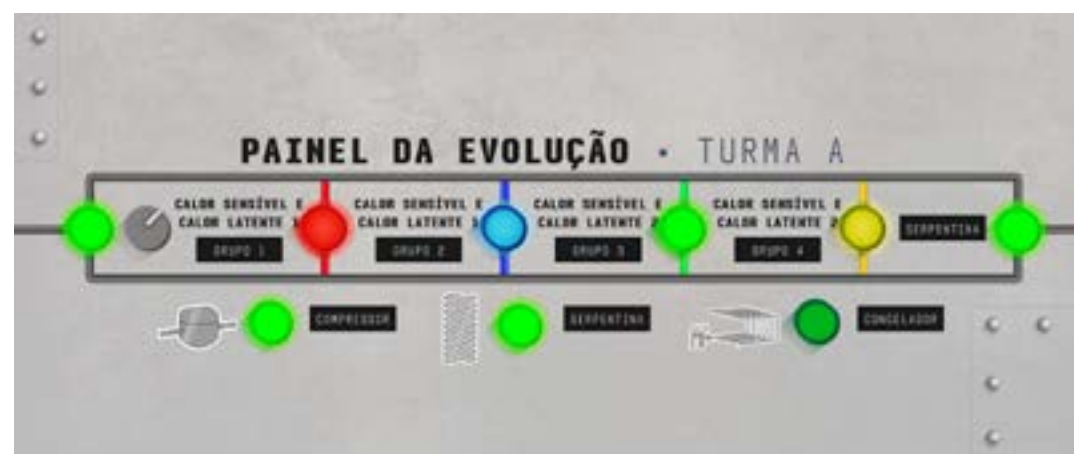 PAINEL DA EVOLUÇÃO • TURMA A
CALOR SENSÍVEL E
CALOR LATENTE 1
GRUPO 1
CALOR SENSÍVEL E
CALOR LATENTE 1
GRUPO 2
CALOR SENSÍVEL E
CALOR LATENTE 2
GRUPO 3
CALOR SENSÍVEL E
CALOR LATENTE 2
GRUPO 4
SERPENTINA
COMPRESSOR
SERPENTINA
CONGELADOR